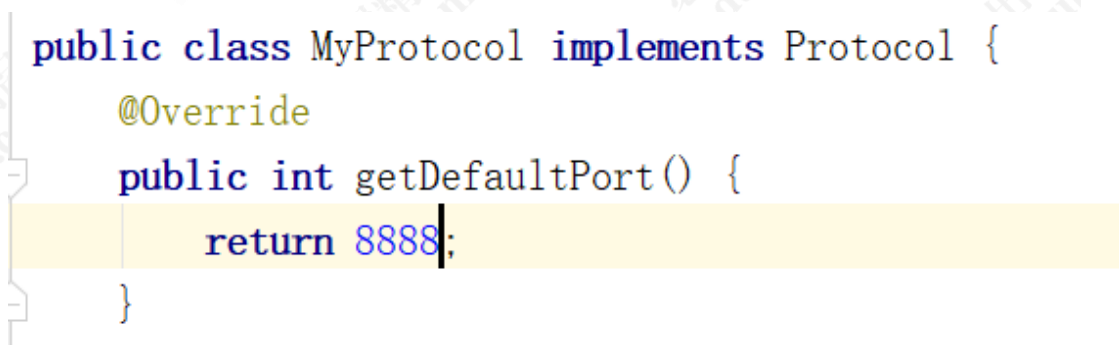 public class MyProtocol implements Protocol {
@Override
public int getDefaultPort() {
return 8888;
}